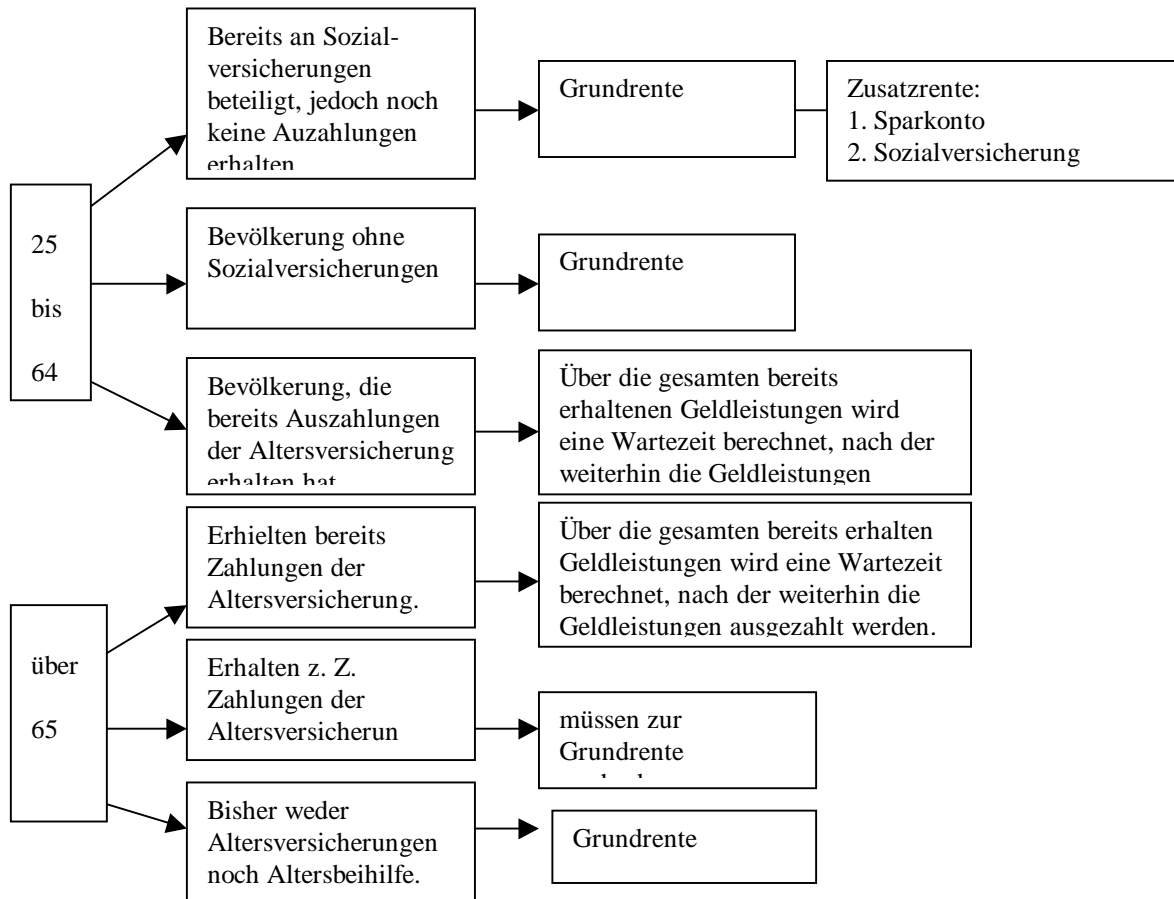 Bereits an Sozial-
versicherungen
beteiligt, jedoch noch
keine Auzahlungen
erhalten
Grundrente
Zusatzrente:
1. Sparkonto
2. Sozialversicherung
25
bis
64
Bevölkerung ohne
Sozialversicherungen
Grundrente
Bevölkerung, die
bereits Auszahlungen
der Altersversicherung
erhalten hat
Über die gesamten bereits
erhaltenen Geldleistungen wird
eine Wartezeit berechnet, nach der
weiterhin die Geldleistungen
über
65
Erhielten bereits
Zahlungen der
Altersversicherung.
Über die gesamten bereits erhalten
Geldleistungen wird eine Wartezeit
berechnet, nach der weiterhin die
Geldleistungen ausgezahlt werden.
Erhalten z. Z.
Zahlungen der
Altersversicherun
müssen zur
Grundrente
Bisher weder
Altersversicherungen
noch Altersbeihilfe.
Grundrente